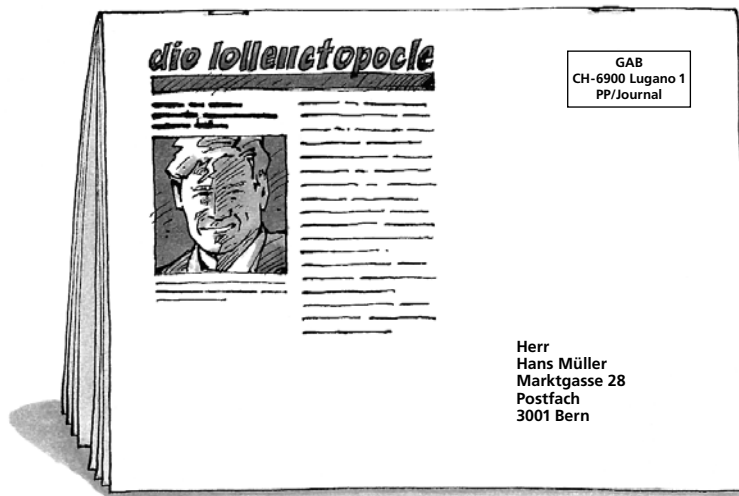 GAB
CH-6900 Lugano 1
PP/Journal
Herr
Hans Müller
Marktgasse 28
Postfach
3001 Bern